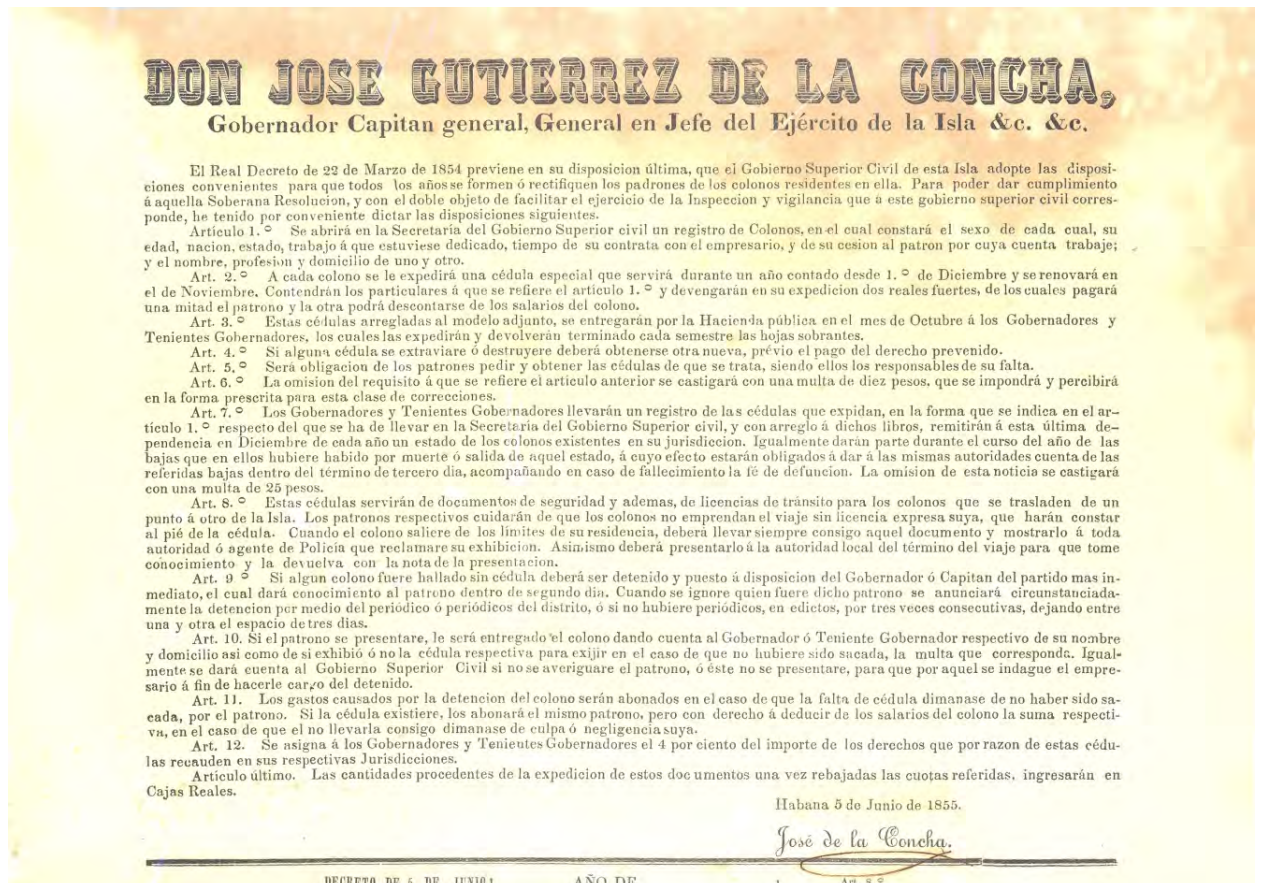 DON JOSE GUTIERREZ DE LA CONCHA,
Gobernador Capitan general, General en Jefe del Ejército de la Isla &c. &c.
El Real Decreto de 22 de Marzo de 1854 previene en su disposicion última, que el Gobierno Superior Civil de esta Isla adopte las disposi-
ciones convenientes para que todos los años se formen ó rectifiquen los padrones de los colonos residentes en ella. Para poder dar cumplimiento
á aquella Soberana Resolucion, y con el doble objeto de facilitar el ejercicio de la Inspeccion y vigilancia que á este gobierno superior civil corres-
ponde, he tenido por conveniente dictar las disposiciones siguientes.
Artículo 1.º Se abrirá en la Secretaría del Gobierno Superior civil un registro de Colonos, en el cual constará el sexo de cada cual, su
edad, nacion, estado, trabajo á que estuviese dedicado, tiempo de su contrata con el empresario, y de su cesion al patron por cuya cuenta trabaje;
y el nombre, profesion y domicilio de uno y otro.
Art. 2.º A cada colono se le expedirá una cédula especial que servirá durante un año contado desde 1.º de Diciembre y se renovará en
el de Noviembre. Contendrán los particulares á que se refiere el artículo 1.º y devengarán en su expedicion dos reales fuertes, de los cuales pagará
una mitad el patrono y la otra podrá descontarse de los salarios del colono.
Art. 3.º Estas cédulas arregladas al modelo adjunto, se entregarán por la Hacienda pública en el mes de Octubre á los Gobernadores y
Tenientes Gobernadores, los cuales las expedirán y devolverán terminado cada semestre las hojas sobrantes.
Art. 4.º Si alguna cédula se extraviare ó destruyere deberá obtenerse otra nueva, prévio el pago del derecho prevenido.
Art. 5.º Será obligacion de los patrones pedir y obtener las cédulas de que se trata, siendo ellos los responsables de su falta.
Art. 6.º La omision del requisito á que se refiere el artículo anterior se castigará con una multa de diez pesos, que se impondrá y percibirá
en la forma prescrita para esta clase de correcciones.
Art. 7.º Los Gobernadores y Tenientes Gobernadores llevarán un registro de las cédulas que expidan, en la forma que se indica en el ar-
tículo 1.º respecto del que se ha de llevar en la Secretaría del Gobierno Superior civil, y con arreglo á dichos libros, remitirán á esta última de-
pendencia en Diciembre de cada año un estado de los colonos existentes en su jurisdiccion. Igualmente darán parte durante el curso del año de las
bajas que en ellos hubiere habido por muerte ó salida de aquel estado, á cuyo efecto estarán obligados á dar á las mismas autoridades cuenta de las
referidas bajas dentro del término de tercero dia, acompañando en caso de fallecimiento la fé de defuncion. La omision de esta noticia se castigará
con una multa de 25 pesos.
Art. 8.º Estas cédulas servirán de documentos de seguridad y ademas, de licencias de tránsito para los colonos que se trasladen de un
punto á otro de la Isla. Los patronos respectivos cuidarán de que los colonos no emprendan el viaje sin licencia expresa suya, que harán constar
al pié de la cédula. Cuando el colono saliere de los límites de su residencia, deberá llevar siempre consigo aquel documento y mostrarlo á toda
autoridad ó agente de Policía que reclamare su exhibicion. Asimismo deberá presentarlo á la autoridad local del término del viaje para que tome
conocimiento y la devuelva con la nota de la presentacion.
Art. 9º Si algun colono fuere hallado sin cédula deberá ser detenido y puesto á disposicion del Gobernador ó Capitan del partido mas in-
mediato, el cual dará conocimiento al patrono dentro de segundo dia. Cuando se ignore quien fuere dicho patrono se anunciará circunstanciada-
mente la detencion por medio del periódico ó periódicos del distrito, ó si no hubiere periódicos, en edictos, por tres veces consecutivas, dejando entre
una y otra el espacio de tres dias.
Art. 10. Si el patrono se presentare, le será entregado el colono dando cuenta al Gobernador ó Teniente Gobernador respectivo de su nombre
y domicilio asi como de si exhibió ó no la cédula respectiva para exijir en el caso de que no hubiere sido sacada, la multa que corresponda. Igual-
mente se dará cuenta al Gobierno Superior Civil si no se averiguare el patrono, ó éste no se presentare, para que por aquel se indague el empre-
sario á fin de hacerle cargo del detenido.
Art. 11. Los gastos causados por la detencion del colono serán abonados en el caso de que la falta de cédula dimanase de no haber sido sa-
cada, por el patrono. Si la cédula existiere, los abonará el mismo patrono, pero con derecho á deducir de los salarios del colono la suma respecti-
va, en el caso de que el no llevarla consigo dimanase de culpa ó negligencia suya.
Art. 12. Se asigna á los Gobernadores y Tenientes Gobernadores el 4 por ciento del importe de los derechos que por razon de estas cédu-
las recauden en sus respectivas Jurisdicciones.
Artículo último. Las cantidades procedentes de la expedicion de estos documentos una vez rebajadas las cuotas referidas, ingresarán en
Cajas Reales.
Habana 5 de Junio de 1855.
José de la Concha.
DECRETO DE 5 DE JUNIO AÑO DE Art. 8.º